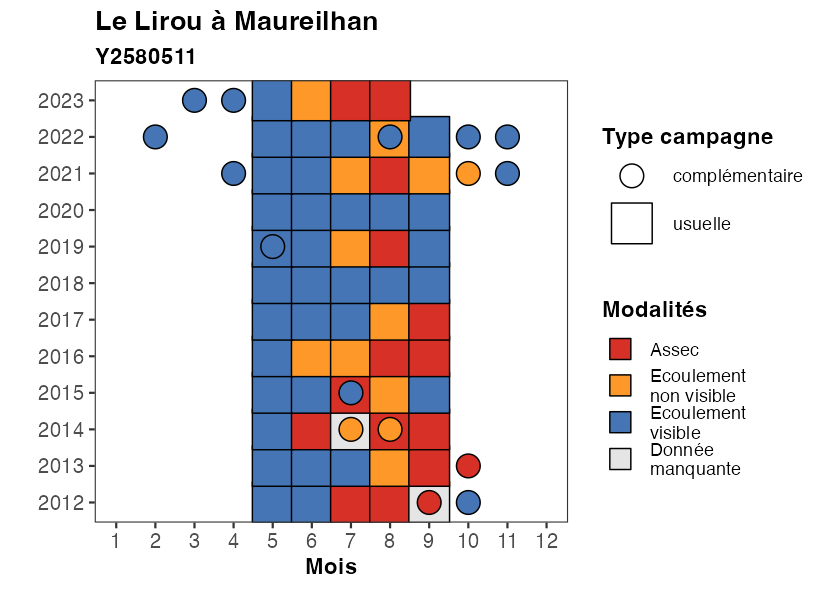 Le Lirou à Maureilhan
Y2580511
2023
2022
2021
2020
2019
2018
2017
2016
2015
2014
2013
2012
1 2 3 4 5 6 7 8 9 10 11 12
Mois
Type campagne
complémentaire
usuelle
Modalités
Assec
Ecoulement
non visible
Ecoulement
visible
Donnée
manquante